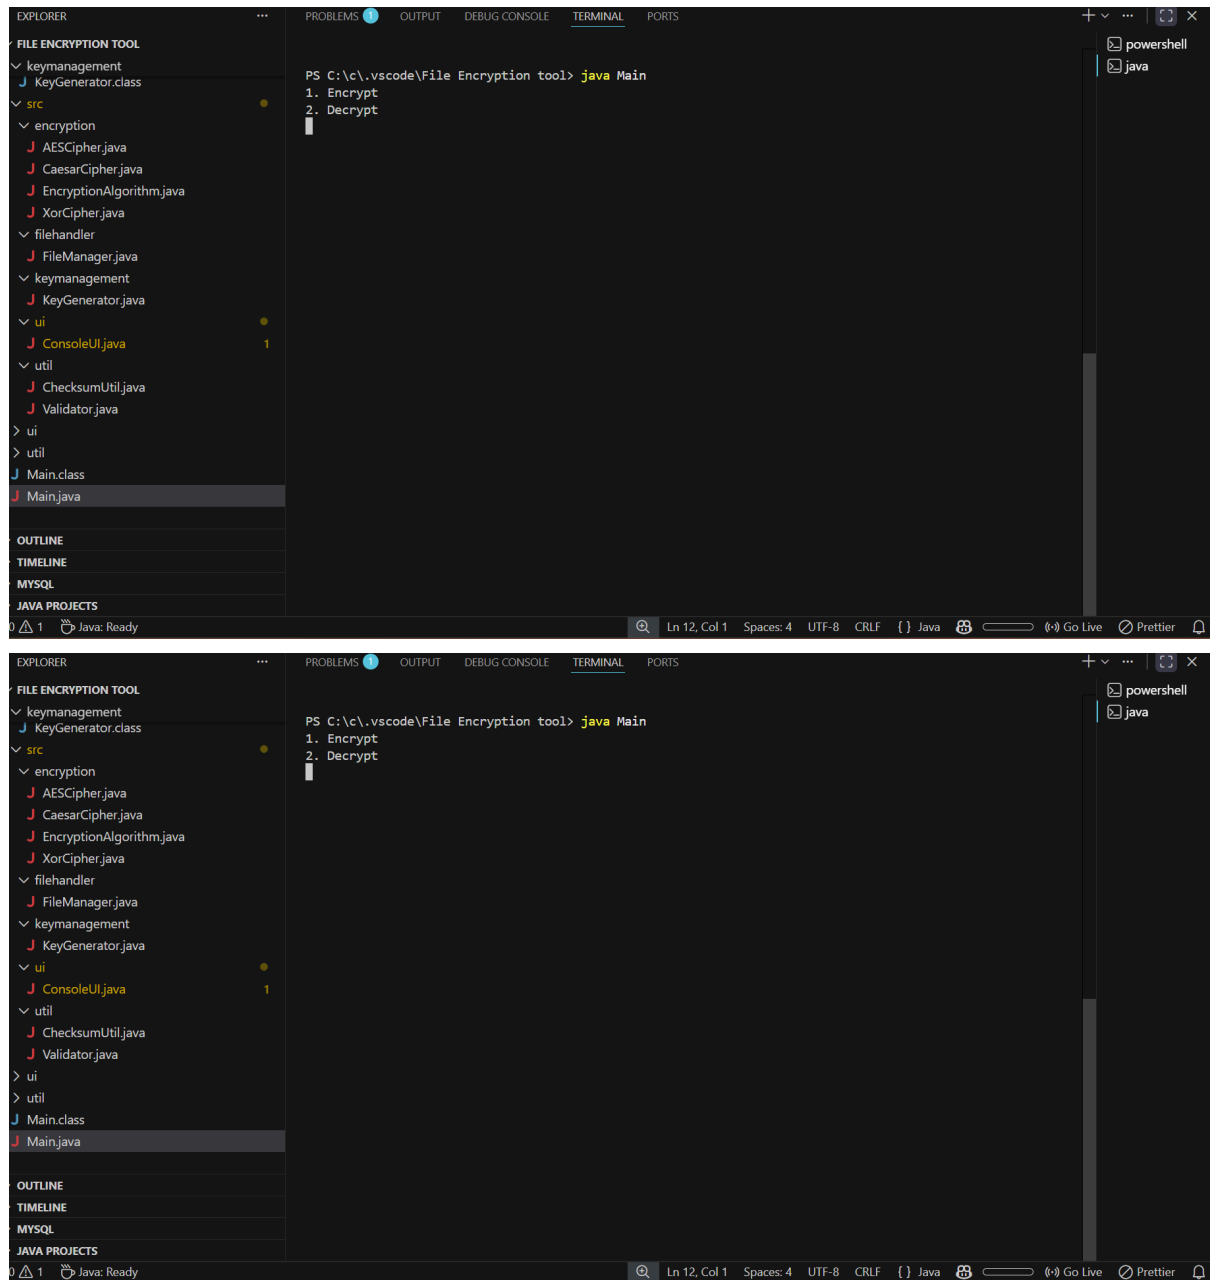 EXPLORER ···
FILE ENCRYPTION TOOL
keymanagement
KeyGenerator.class
src
encryption
AESCipher.java
CaesarCipher.java
EncryptionAlgorithm.java
XorCipher.java
filehandler
FileManager.java
keymanagement
KeyGenerator.java
ui
ConsoleUI.java 1
util
ChecksumUtil.java
Validator.java
ui
util
Main.class
Main.java
OUTLINE
TIMELINE
MYSQL
JAVA PROJECTS
PROBLEMS 1 OUTPUT DEBUG CONSOLE TERMINAL PORTS
PS C:\c\.vscode\File Encryption tool> java Main
1. Encrypt
2. Decrypt
powershell
java
0 1 Java: Ready Ln 12, Col 1 Spaces: 4 UTF-8 CRLF { } Java Go Live Prettier
EXPLORER ···
FILE ENCRYPTION TOOL
keymanagement
KeyGenerator.class
src
encryption
AESCipher.java
CaesarCipher.java
EncryptionAlgorithm.java
XorCipher.java
filehandler
FileManager.java
keymanagement
KeyGenerator.java
ui
ConsoleUI.java 1
util
ChecksumUtil.java
Validator.java
ui
util
Main.class
Main.java
OUTLINE
TIMELINE
MYSQL
JAVA PROJECTS
PROBLEMS 1 OUTPUT DEBUG CONSOLE TERMINAL PORTS
PS C:\c\.vscode\File Encryption tool> java Main
1. Encrypt
2. Decrypt
powershell
java
0 1 Java: Ready Ln 12, Col 1 Spaces: 4 UTF-8 CRLF { } Java Go Live Prettier